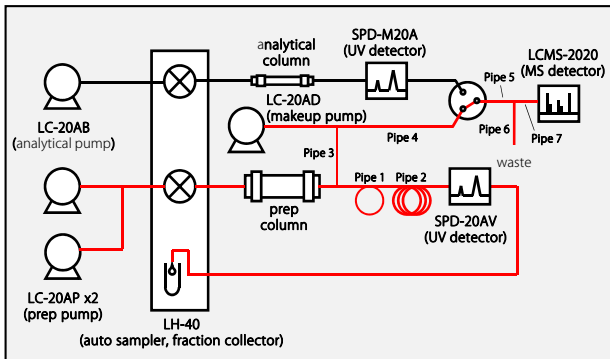 SPD-M20A
(UV detector)
LCMS-2020
(MS detector)
analytical
column
LC-20AB
(analytical pump)
LC-20AD
(makeup pump)
Pipe 5
Pipe 4
Pipe 6
Pipe 7
Pipe 3
waste
Pipe 1
Pipe 2
prep
column
SPD-20AV
(UV detector)
LC-20AP x2
(prep pump)
LH-40
(auto sampler, fraction collector)